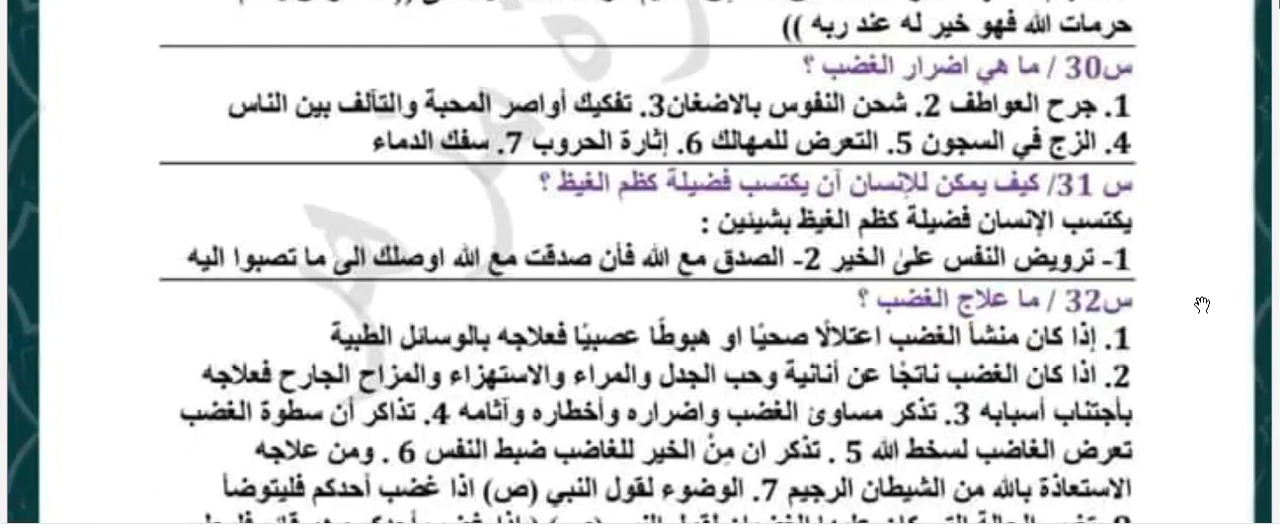 حرمات الله فهو خير له عند ربه ))
س30 / ما هي اضرار الغضب ؟
1. جرح العواطف 2. شحن النفوس بالاضغان3. تفكيك أواصر المحبة والتآلف بين الناس
4. الزج في السجون 5. التعرض للمهالك 6. إثارة الحروب 7. سفك الدماء
س 31/ كيف يمكن للإنسان أن يكتسب فضيلة كظم الغيظ ؟
يكتسب الإنسان فضيلة كظم الغيظ بشيئين :
1- ترويض النفس على الخير 2- الصدق مع الله فأن صدقت مع الله اوصلك الى ما تصبوا اليه
س32 / ما علاج الغضب ؟
1. إذا كان منشأ الغضب اعتلالًا صحيًا او هبوطًا عصبيًا فعلاجه بالوسائل الطبية
2. اذا كان الغضب ناتجًا عن أنانية وحب الجدل والمراء والاستهزاء والمزاح الجارح فعلاجه
بأجتناب أسبابه 3. تذكر مساوئ الغضب واضراره وأخطاره وآثامه 4. تذاكر أن سطوة الغضب
تعرض الغاضب لسخط الله 5 . تذكر ان مِنْ الخير للغاضب ضبط النفس 6 . ومن علاجه
الاستعاذة بالله من الشيطان الرجيم 7. الوضوء لقول النبي (ص) اذا غضب أحدكم فليتوضأ